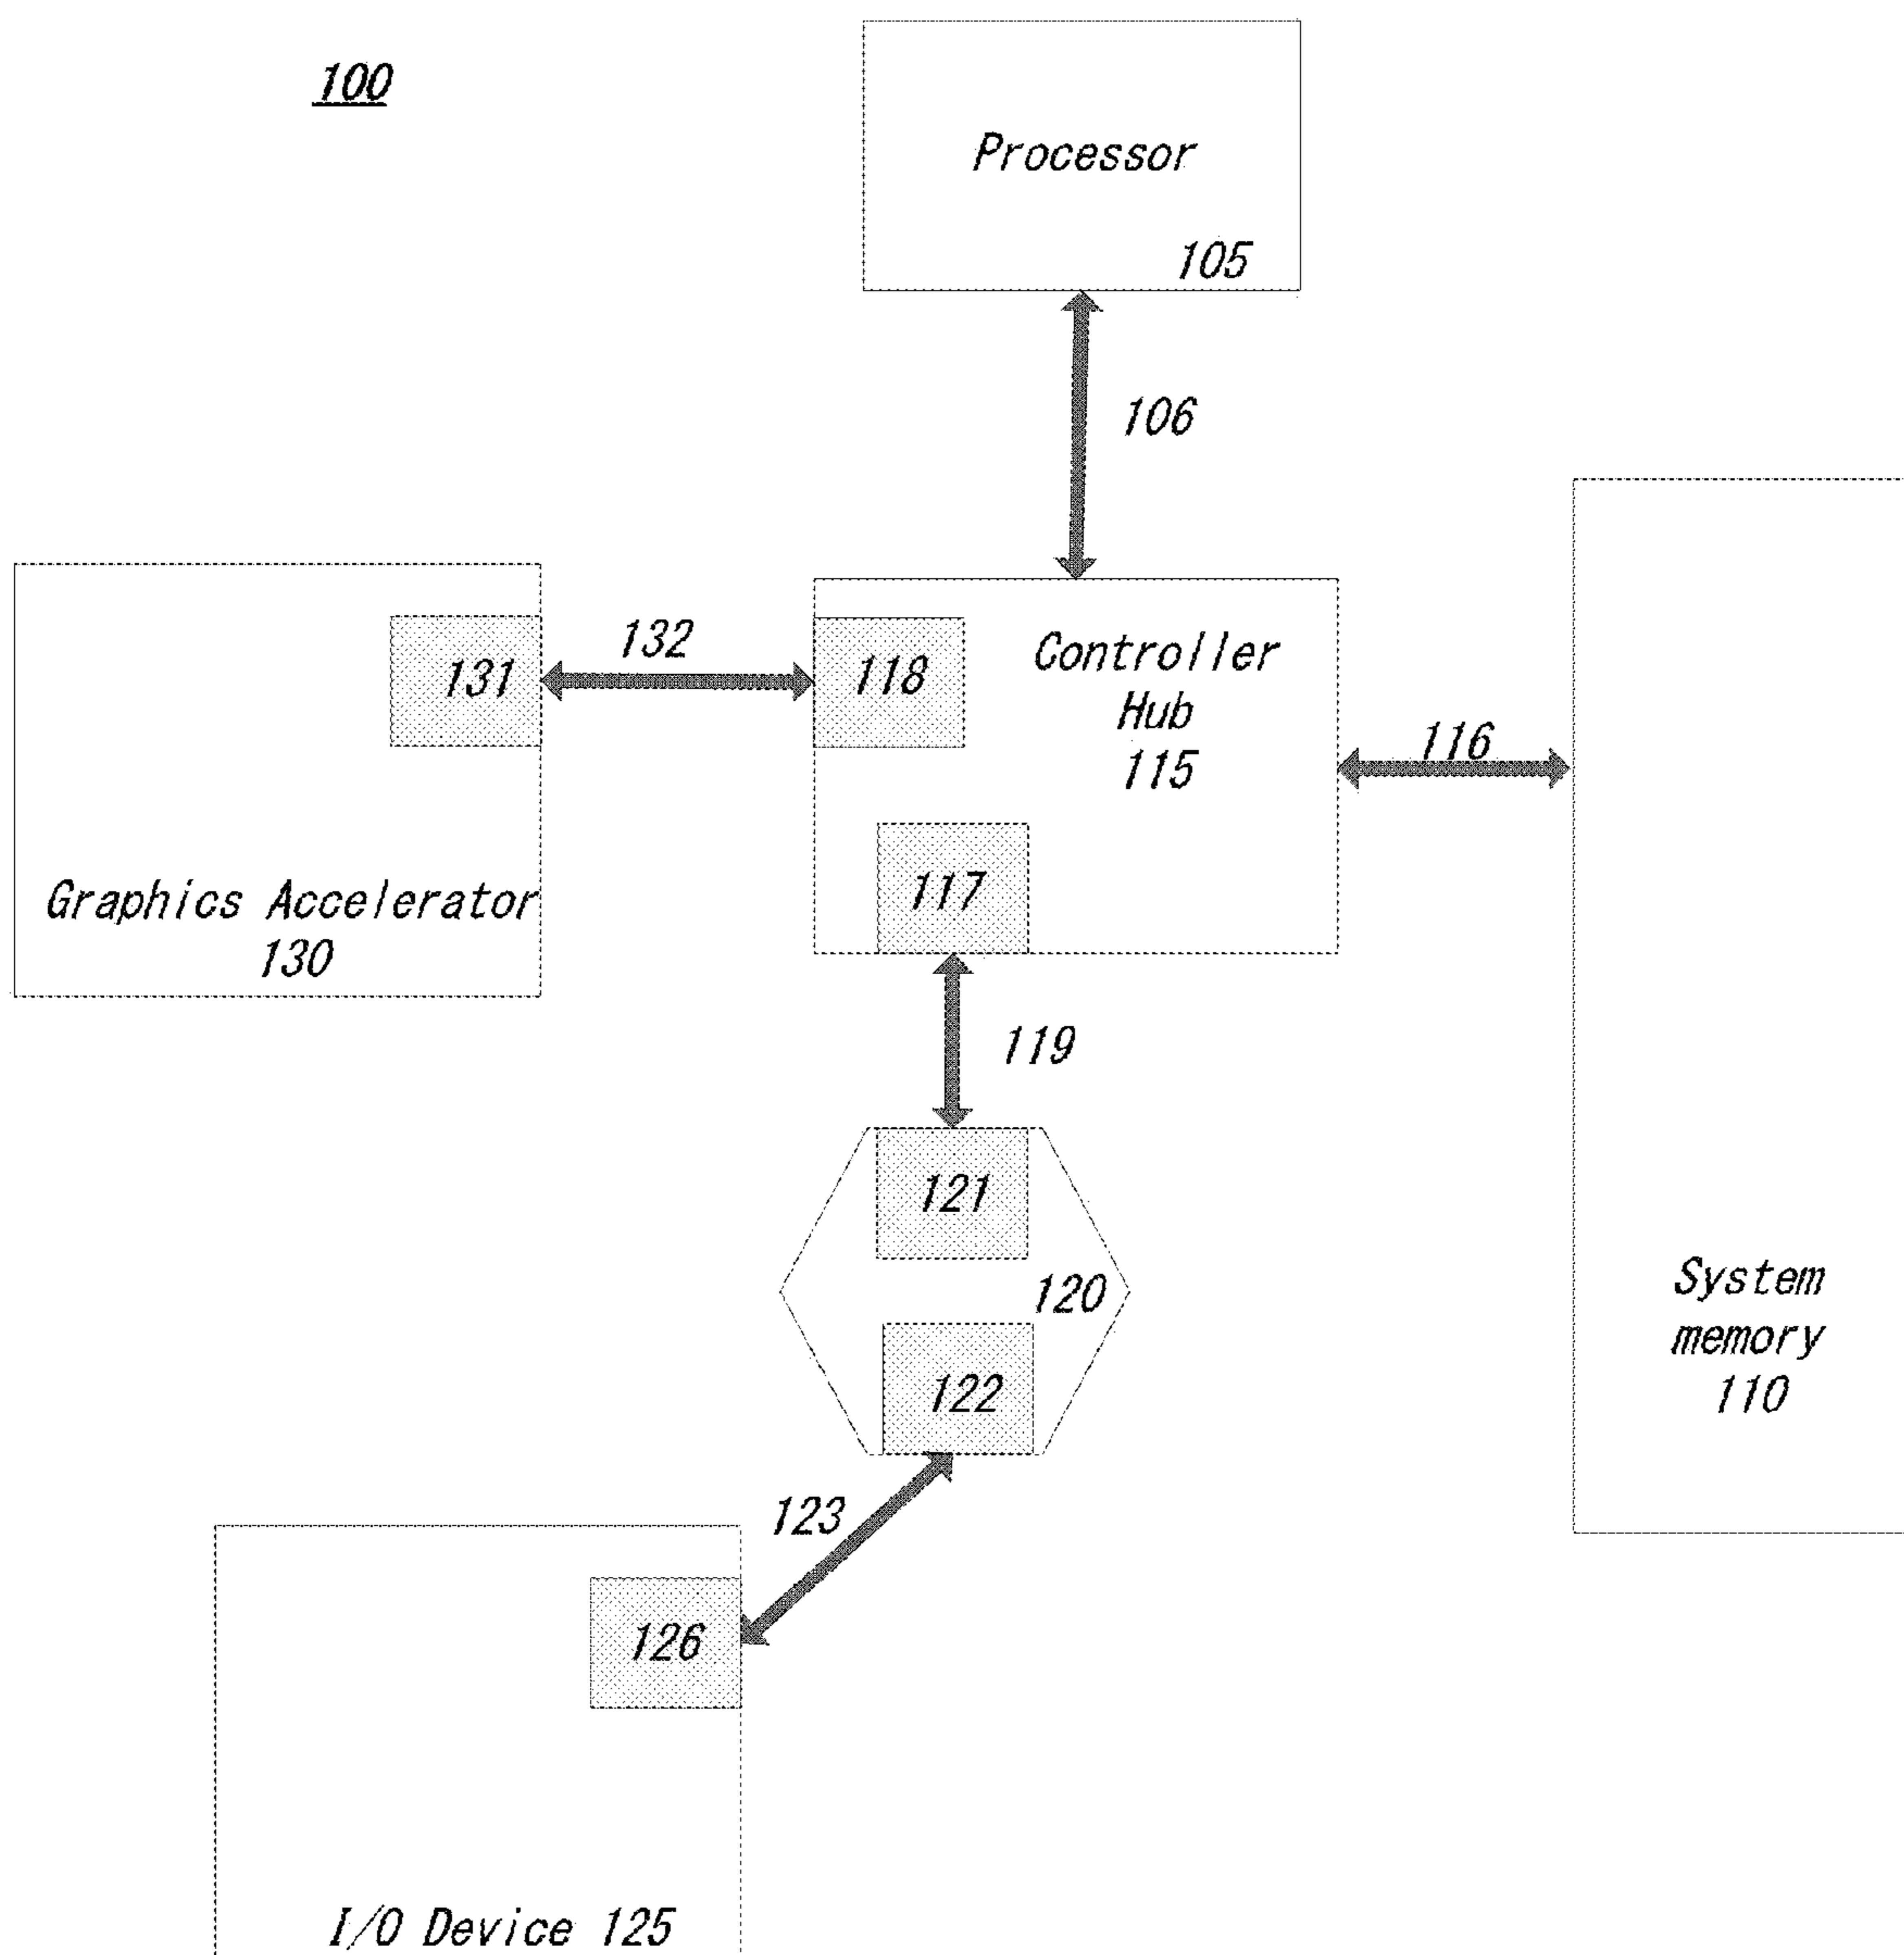 100
Processor
105
106
132
131
118
Controller
Hub
115
116
117
Graphics Accelerator
130
119
121
120
122
System
memory
110
123
126
I/O Device 125